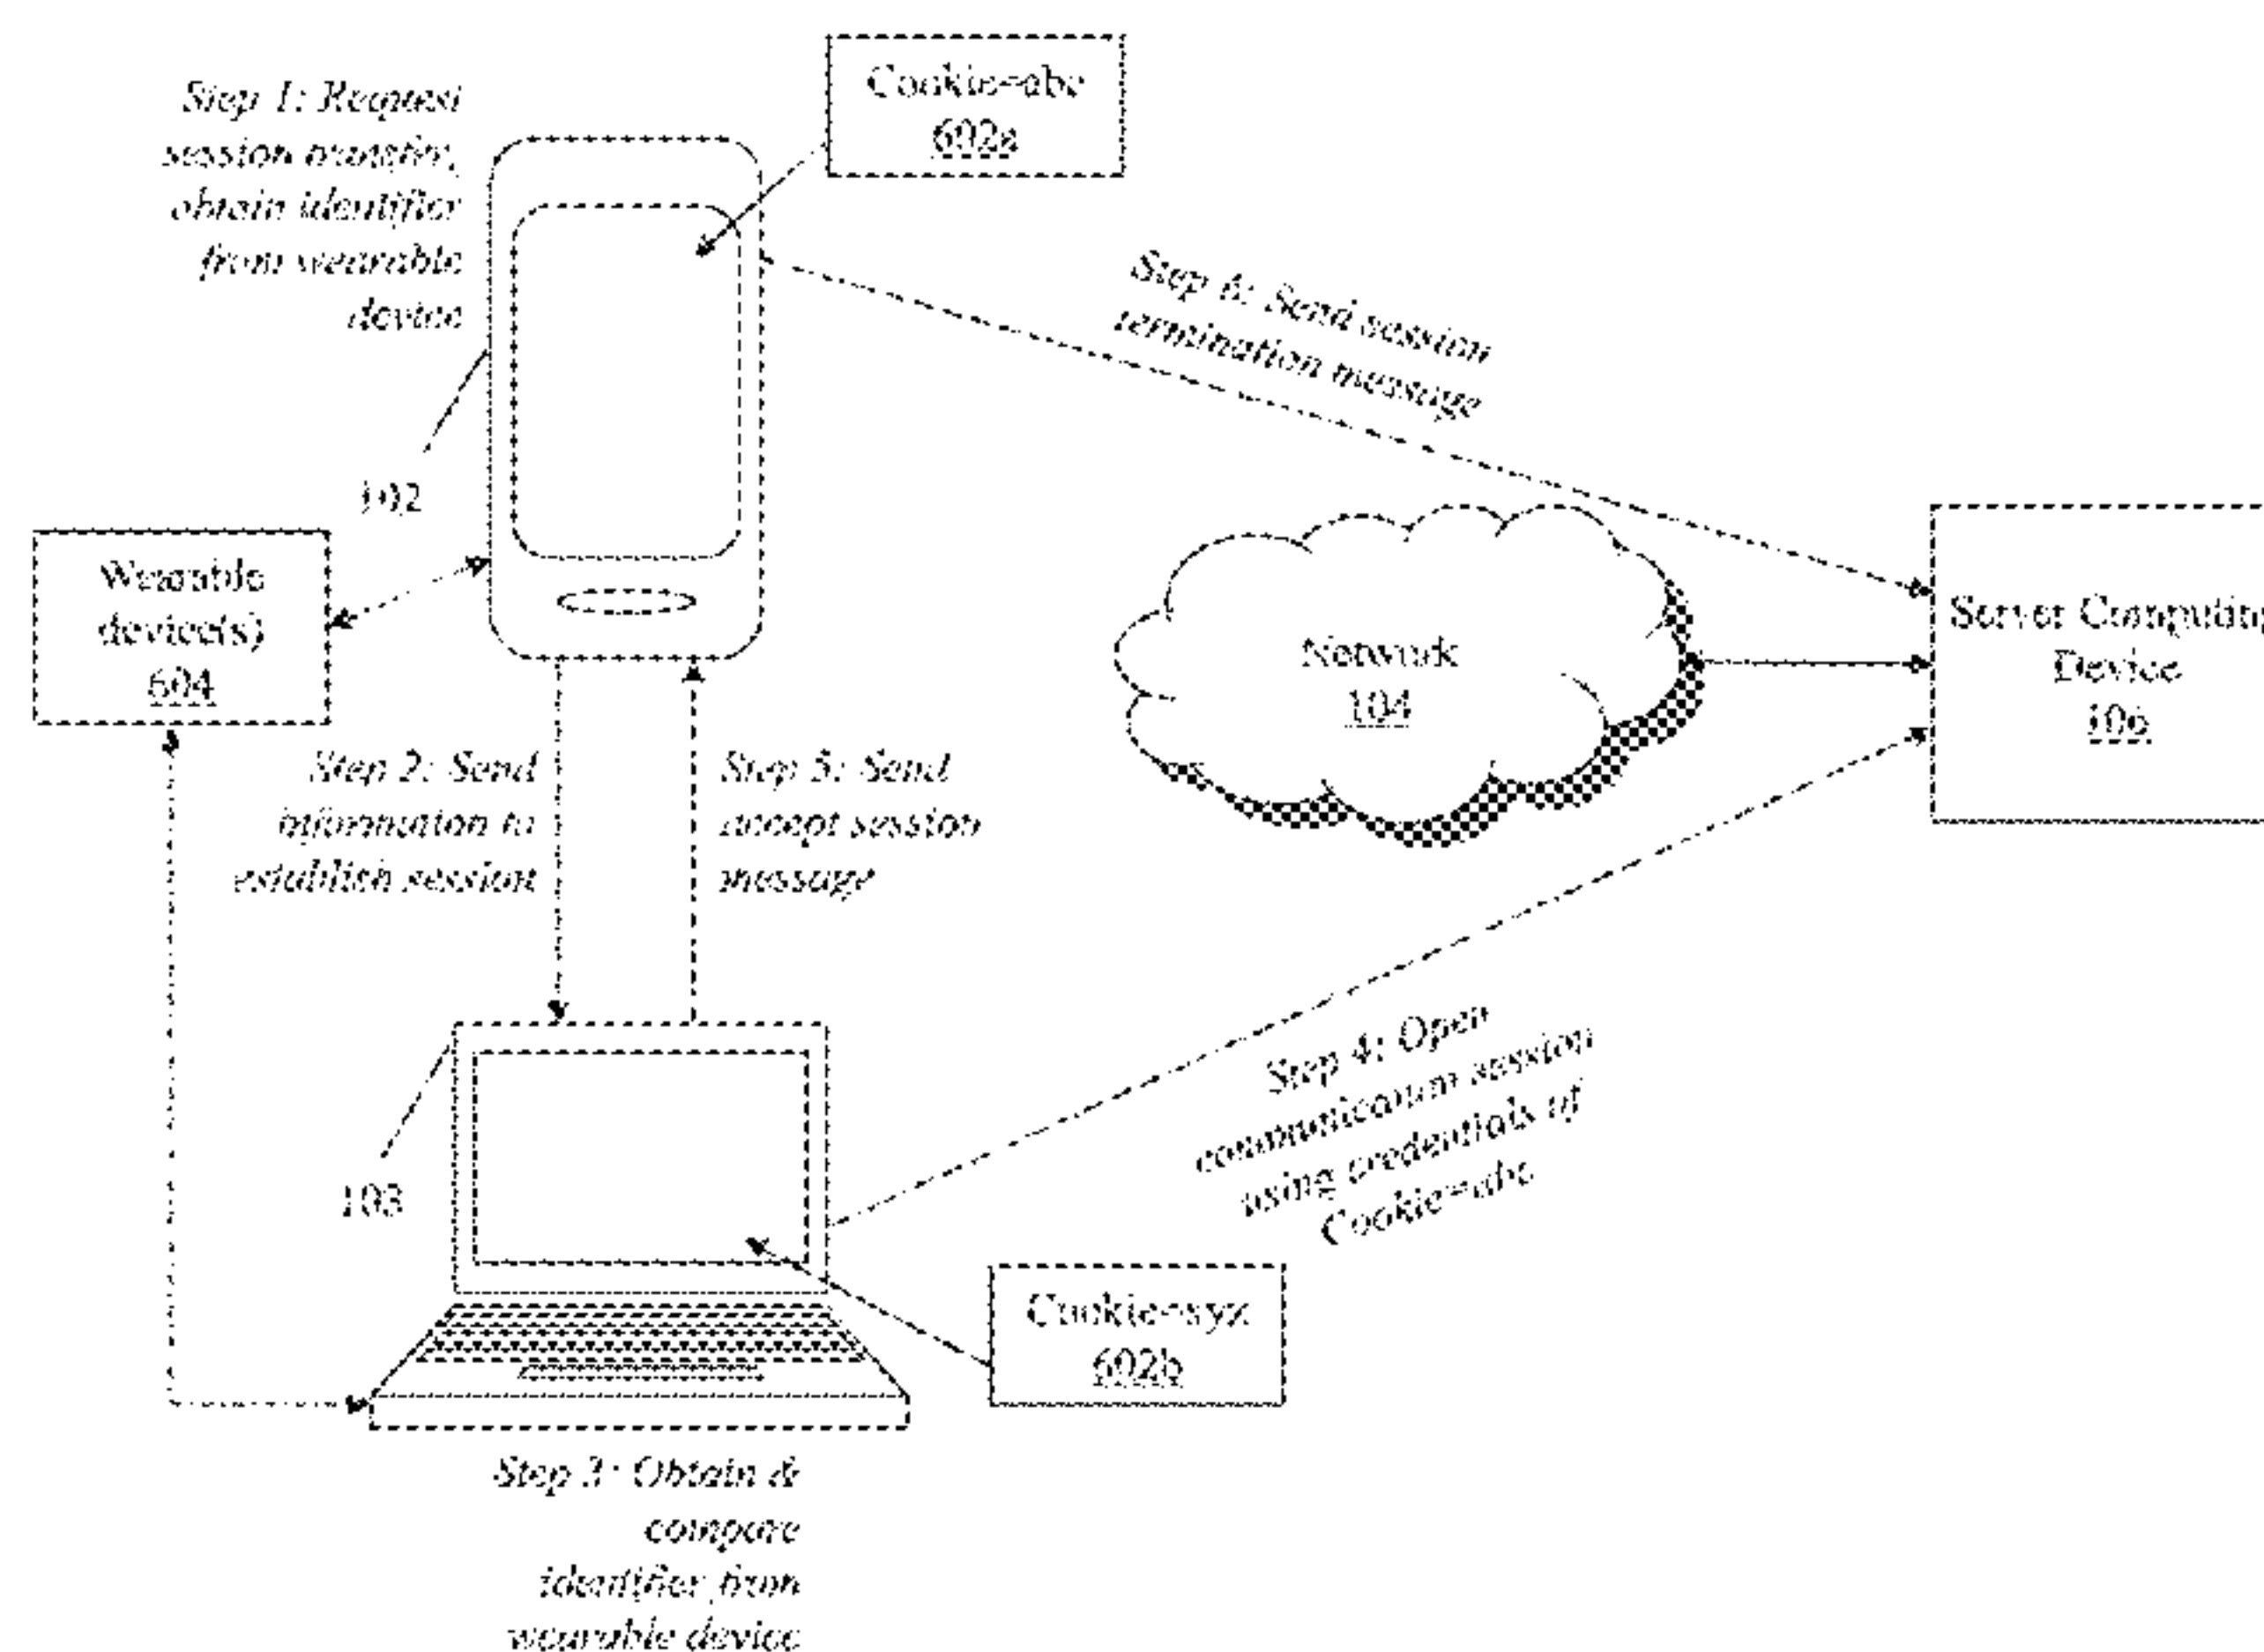 Cookie=abc
602a
Step 1: Request
session transfer,
obtain identifier
from wearable
device
102
Step 6: Send session
termination message
Wearable
device(s)
604
Network
104
Server Computing
Device
106
Step 2: Send
information to
establish session
Step 5: Send
accept session
message
103
Step 4: Open
communicaton session
using credentials of
Cookie=abc
Cookie=xyz
602b
Step 3: Obtain &
compare
identifier from
wearable device